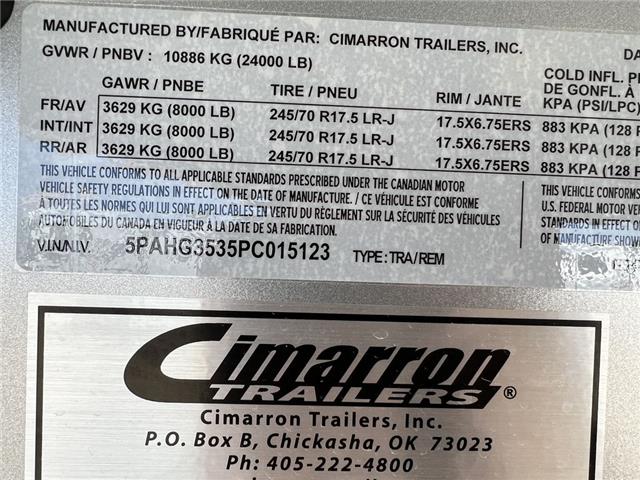 MANUFACTURED BY/FABRIQUÉ PAR: CIMARRON TRAILERS, INC. DA
GVWR / PNBV : 10886 KG (24000 LB)
GAWR / PNBE TIRE / PNEU RIM / JANTE COLD INFL. P
DE GONFL. À
KPA (PSI/LPC)
FR/AV 3629 KG (8000 LB) 245/70 R17.5 LR-J 17.5X6.75ERS 883 KPA (128 P
INT/INT 3629 KG (8000 LB) 245/70 R17.5 LR-J 17.5X6.75ERS 883 KPA (128 P
RR/AR 3629 KG (8000 LB) 245/70 R17.5 LR-J 17.5X6.75ERS 883 KPA (128 P
THIS VEHICLE CONFORMS TO ALL APPLICABLE STANDARDS PRESCRIBED UNDER THE CANADIAN MOTOR
VEHICLE SAFETY REGULATIONS IN EFFECT ON THE DATE OF MANUFACTURE. / CE VÉHICULE EST CONFORME
À TOUTES LES NORMES QUI LUI SONT APPLICABLES EN VERTU DU RÈGLEMENT SUR LA SÉCURITÉ DES VÉHICULES
AUTOMOBILES DU CANADA EN VIGUEUR À LA DATE DE SA FABRICATION.
THIS VEHICLE CONFORMS
U.S. FEDERAL MOTOR VEH
STANDARDS IN EFFECT O
OF MANUFACTURE SHOW
V.I.N/N.I.V. 5PAHG3535PC015123 TYPE: TRA/REM
Cimarron
TRAILERS ®
Cimarron Trailers, Inc.
P.O. Box B, Chickasha, OK 73023
Ph: 405-222-4800